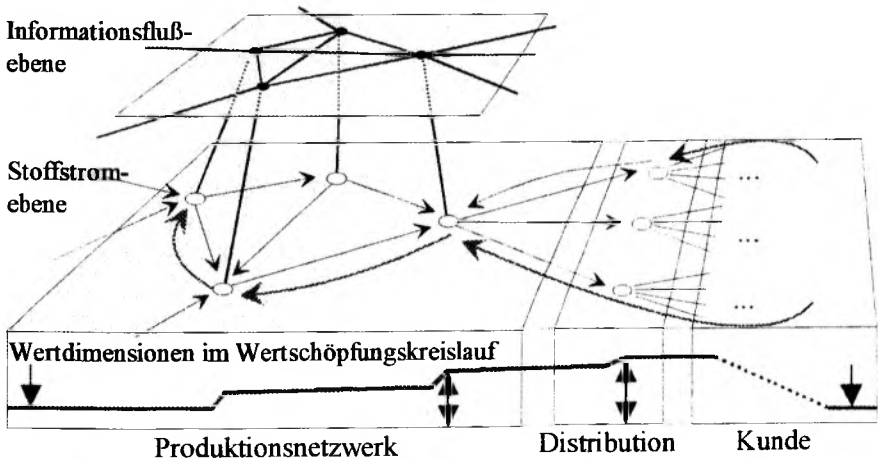 Informationsfluß-
ebene
Stoffstrom-
ebene
...
...
...
Wertdimensionen im Wertschöpfungskreislauf
Produktionsnetzwerk
Distribution
Kunde